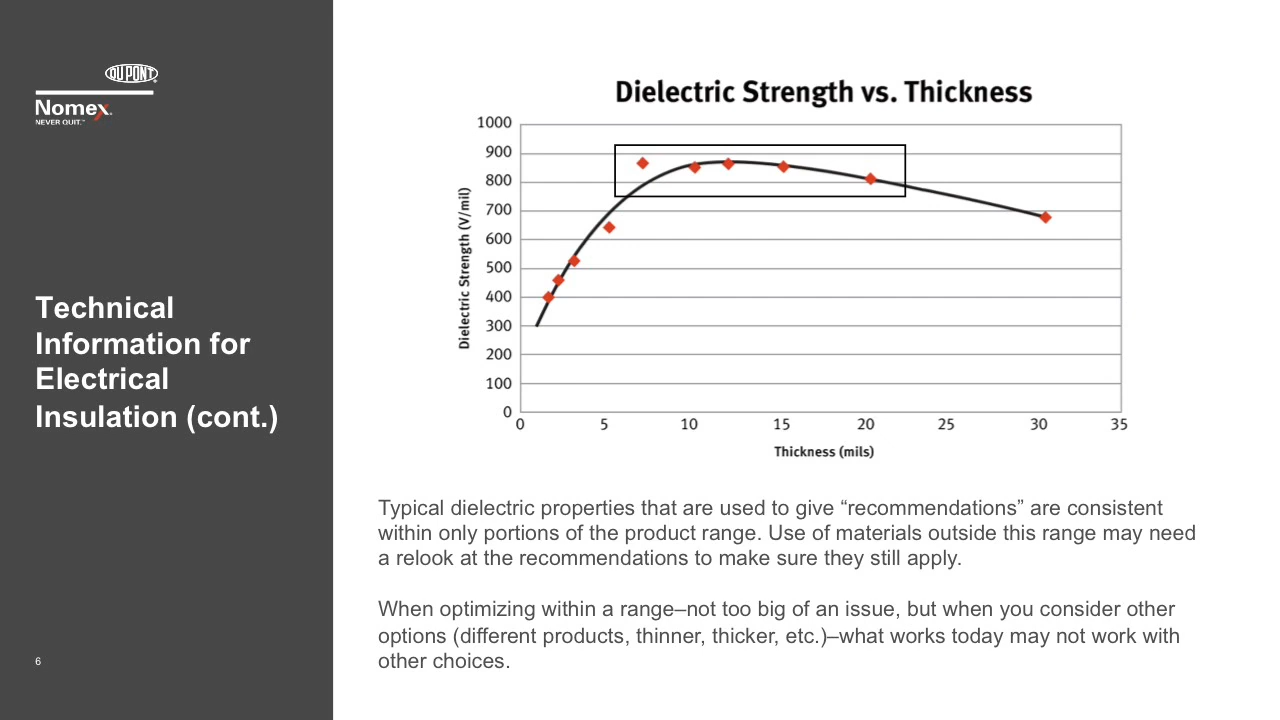 DUPONT
Nomex®
NEVER QUIT.™
Technical
Information for
Electrical
Insulation (cont.)
6
Dielectric Strength vs. Thickness
Dielectric Strength (V/mil)
1000
900
800
700
600
500
400
300
200
100
0
0 5 10 15 20 25 30 35
Thickness (mils)
Typical dielectric properties that are used to give “recommendations” are consistent
within only portions of the product range. Use of materials outside this range may need
a relook at the recommendations to make sure they still apply.
When optimizing within a range–not too big of an issue, but when you consider other
options (different products, thinner, thicker, etc.)–what works today may not work with
other choices.